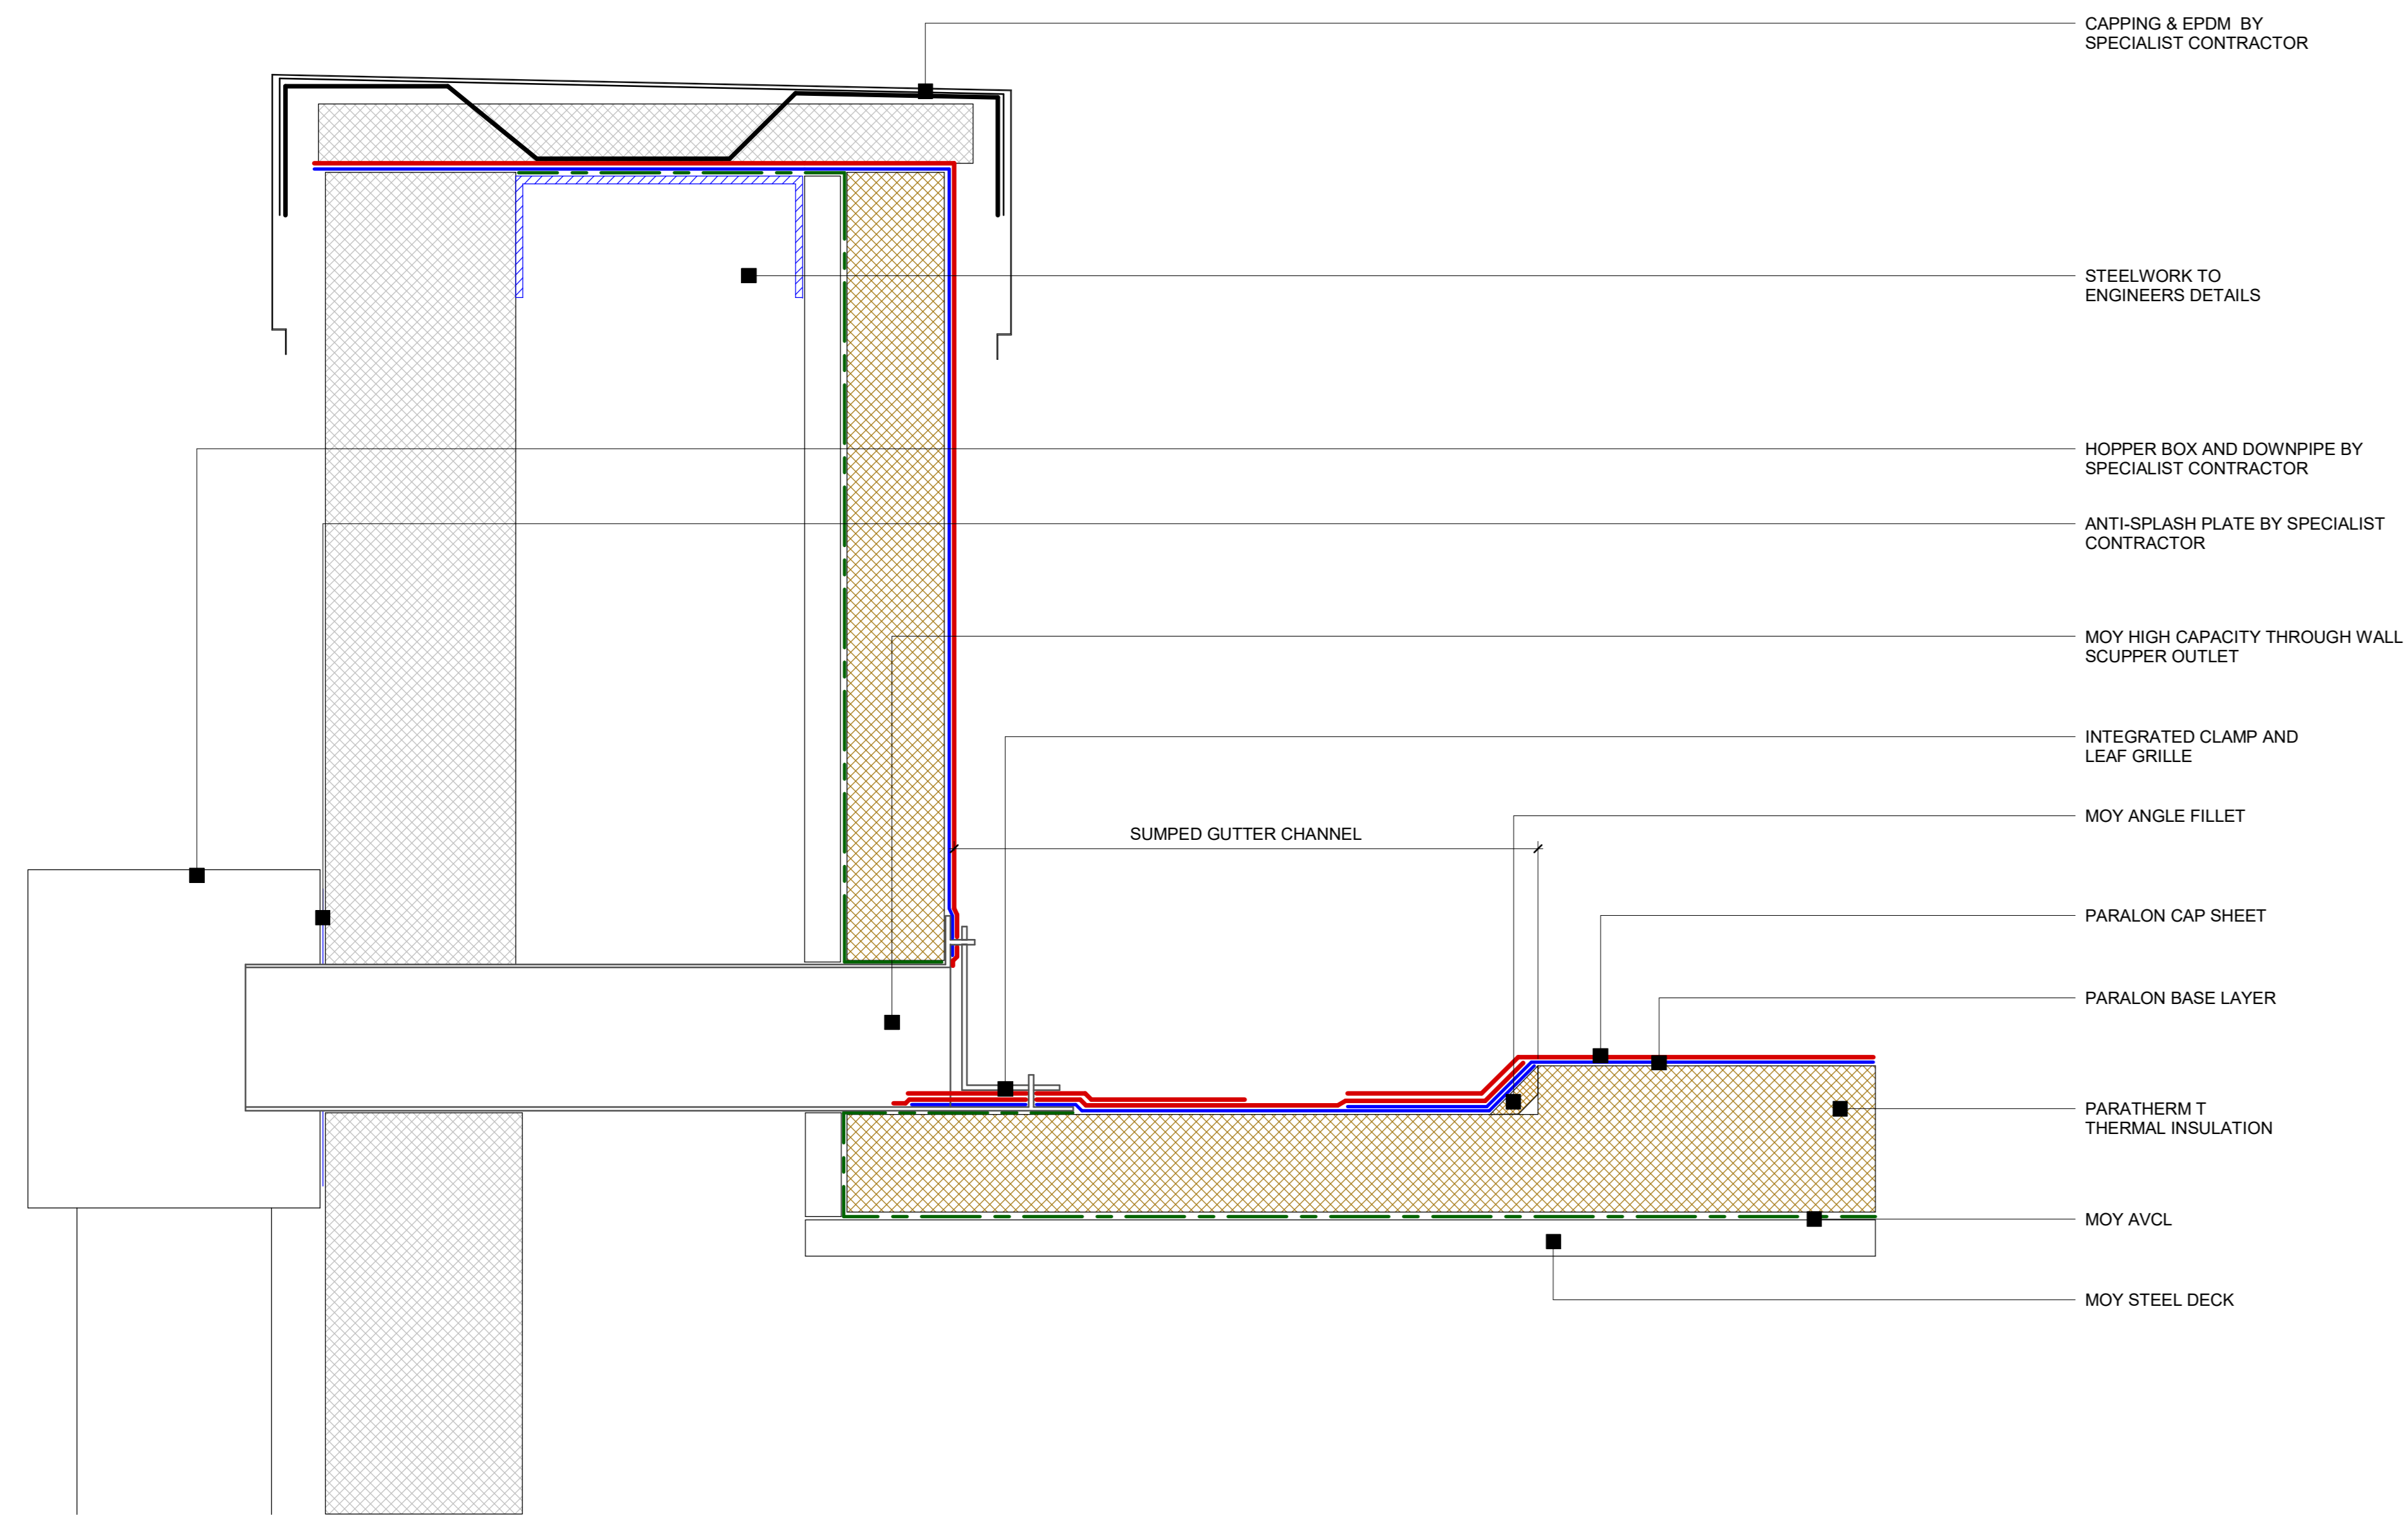 CAPPING & EPDM BY
SPECIALIST CONTRACTOR
STEELWORK TO
ENGINEERS DETAILS
HOPPER BOX AND DOWNPIPE BY
SPECIALIST CONTRACTOR
ANTI-SPLASH PLATE BY SPECIALIST
CONTRACTOR
MOY HIGH CAPACITY THROUGH WALL
SCUPPER OUTLET
INTEGRATED CLAMP AND
LEAF GRILLE
MOY ANGLE FILLET
SUMPED GUTTER CHANNEL
PARALON CAP SHEET
PARALON BASE LAYER
PARATHERM T
THERMAL INSULATION
MOY AVCL
MOY STEEL DECK